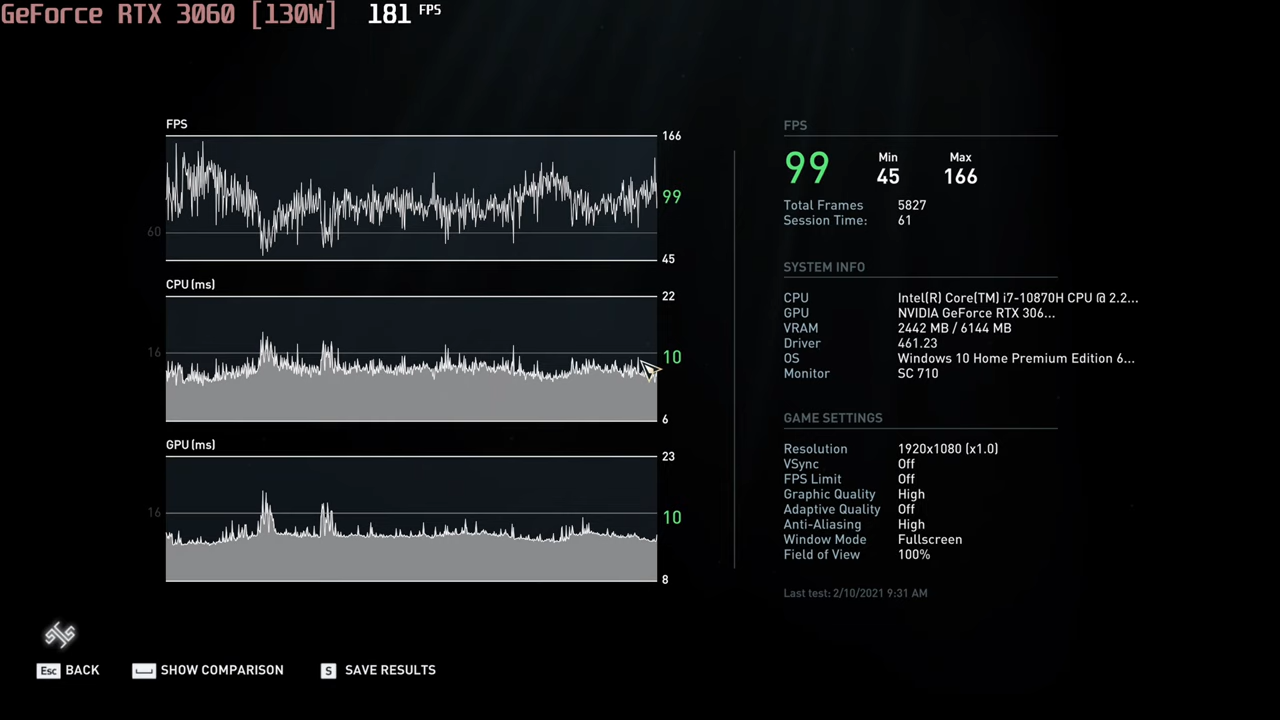 GeForce RTX 3060 [130W] 181 FPS
FPS
166
99
60
45
CPU (ms)
22
16
10
6
GPU (ms)
23
16
10
8
FPS
99
Min
45
Max
166
Total Frames 5827
Session Time: 61
SYSTEM INFO
CPU Intel(R) Core(TM) i7-10870H CPU @ 2.2...
GPU NVIDIA GeForce RTX 306...
VRAM 2442 MB / 6144 MB
Driver 461.23
OS Windows 10 Home Premium Edition 6...
Monitor SC 710
GAME SETTINGS
Resolution 1920x1080 (x1.0)
VSync Off
FPS Limit Off
Graphic Quality High
Adaptive Quality Off
Anti-Aliasing High
Window Mode Fullscreen
Field of View 100%
Last test: 2/10/2021 9:31 AM
Esc BACK
SHOW COMPARISON
S SAVE RESULTS